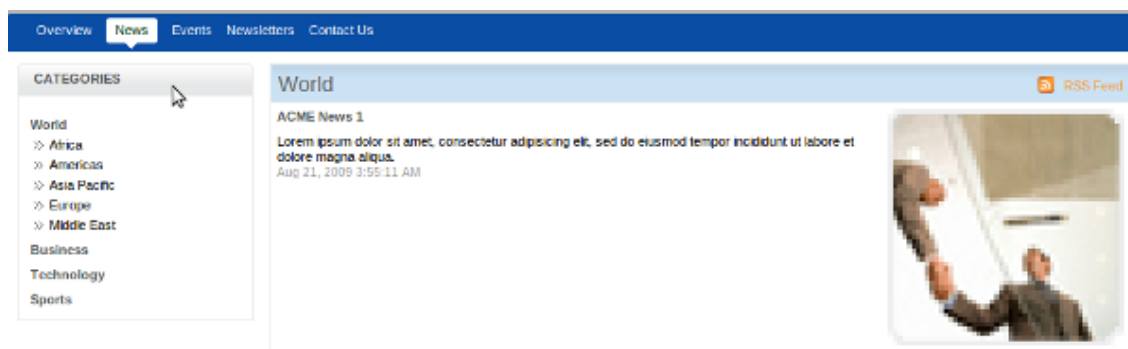 Overview News Events Newsletters Contact Us
CATEGORIES
World
Africa
Americas
Asia Pacific
Europe
Middle East
Business
Technology
Sports
World
RSS Feed
ACME News 1
Lorem ipsum dolor sit amet, consectetur adipisicing elit, sed do eiusmod tempor incididunt ut labore et
dolore magna aliqua.
Aug 21, 2009 3:55:11 AM